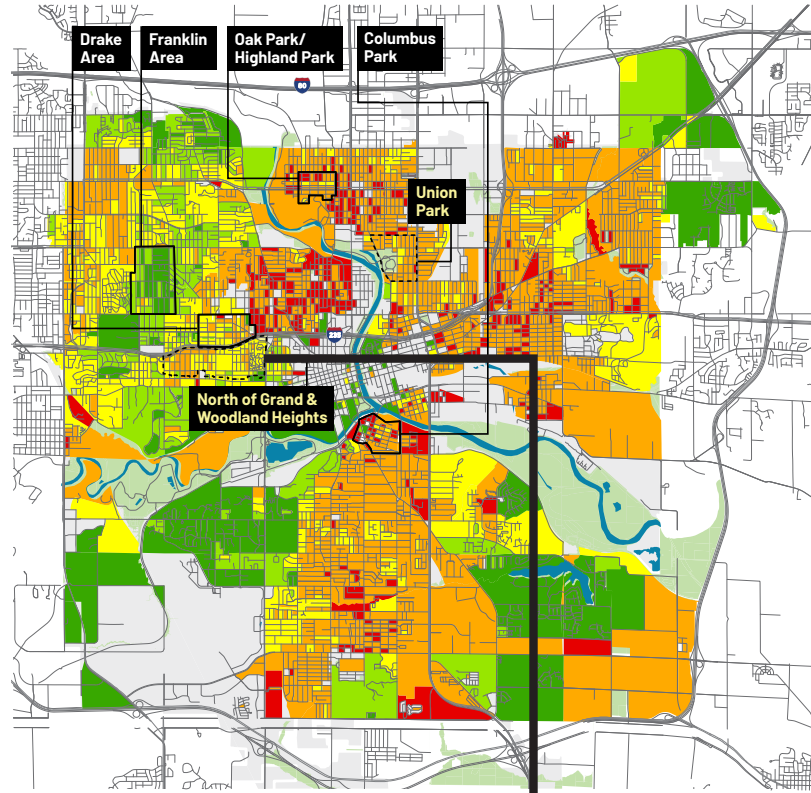 Drake
Area
Franklin
Area
Oak Park/
Highland Park
Columbus
Park
80
Union
Park
235
North of Grand &
Woodland Heights